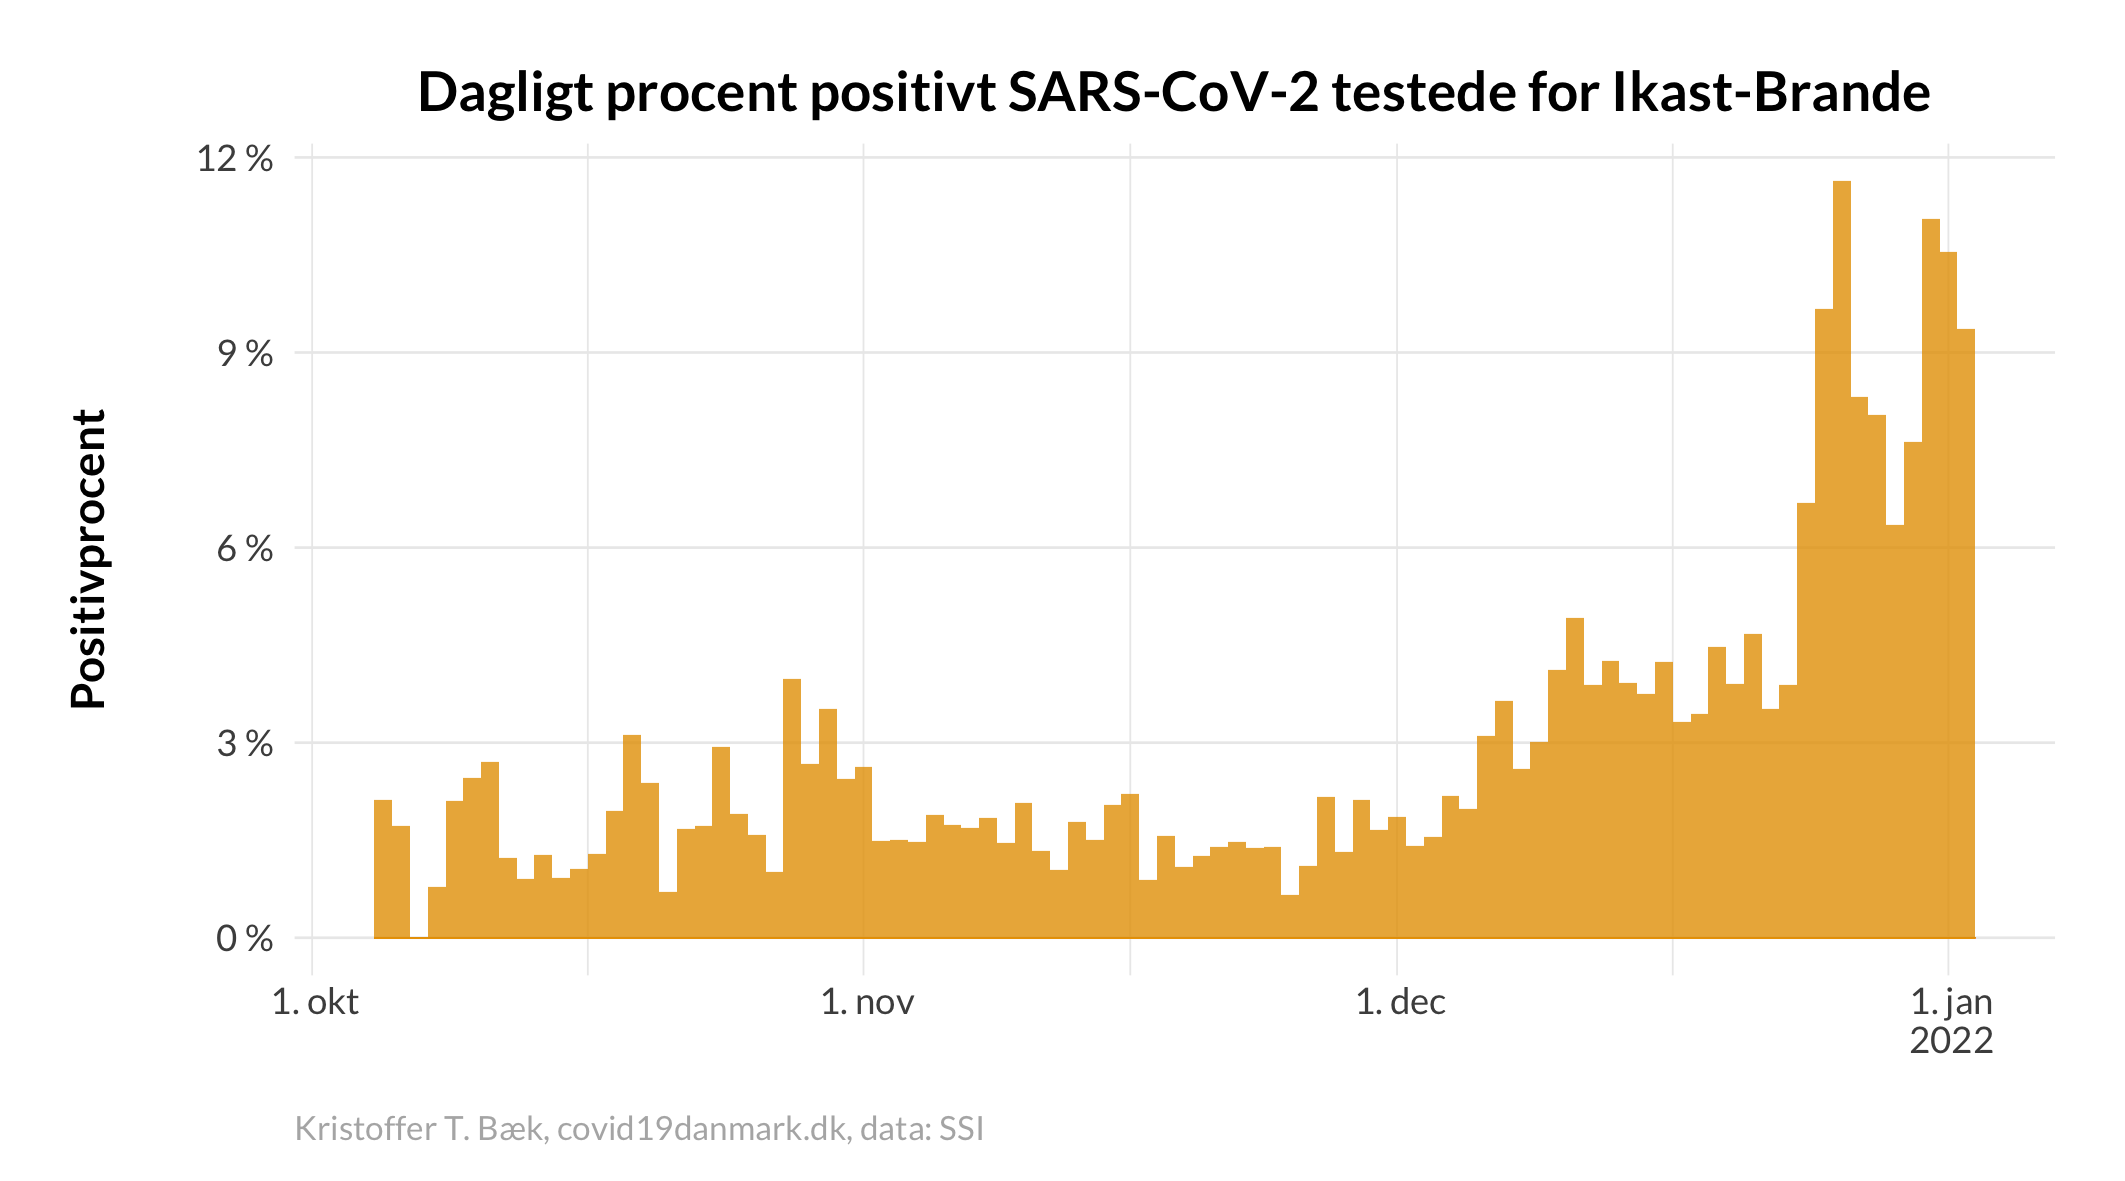 Dagligt procent positivt SARS-CoV-2 testede for Ikast-Brande
Positivprocent
12 %
9 %
6 %
3 %
0 %
1. okt
1. nov
1. dec
1. jan
2022
Kristoffer T. Bæk, covid19danmark.dk, data: SSI